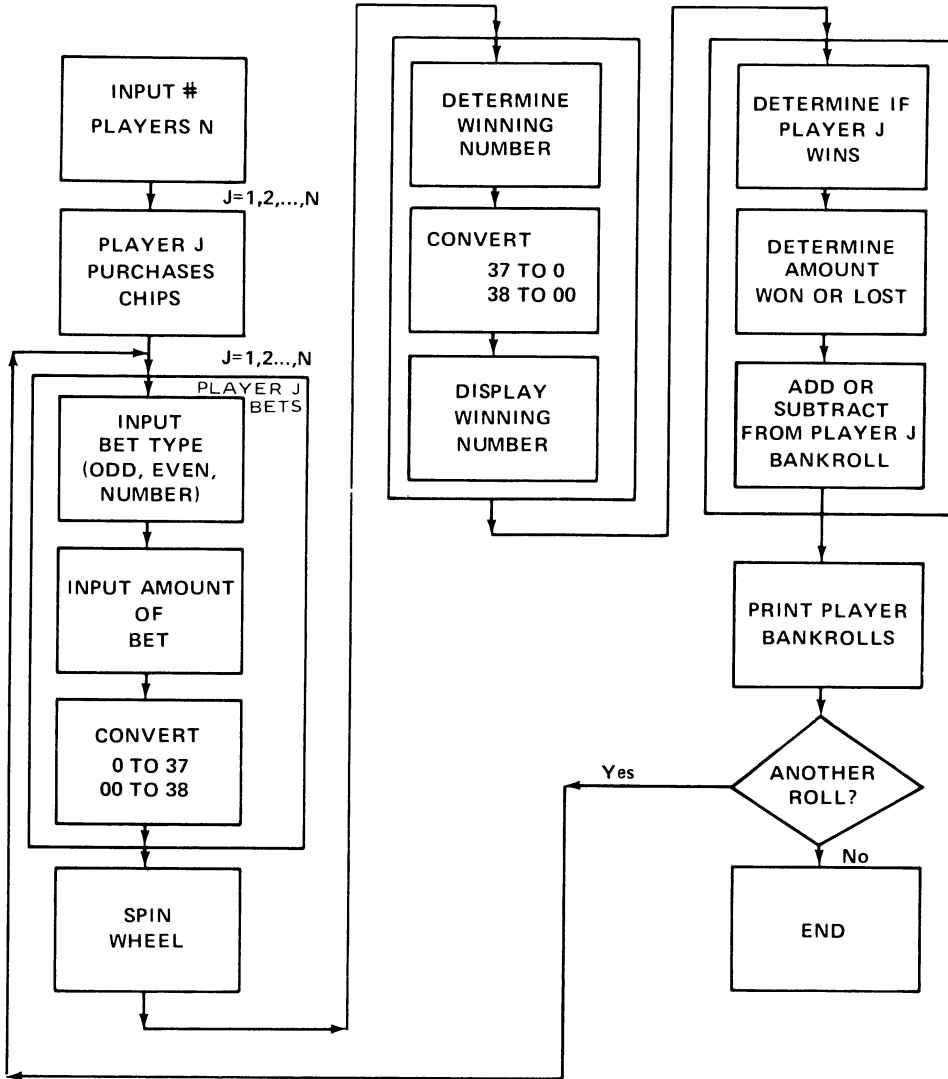 INPUT #
PLAYERS N
J=1,2,...,N
PLAYER J
PURCHASES
CHIPS
J=1,2...,N
PLAYER J
BETS
INPUT
BET TYPE
(ODD, EVEN,
NUMBER)
INPUT AMOUNT
OF
BET
CONVERT
0 TO 37
00 TO 38
SPIN
WHEEL
DETERMINE
WINNING
NUMBER
CONVERT
37 TO 0
38 TO 00
DISPLAY
WINNING
NUMBER
DETERMINE IF
PLAYER J
WINS
DETERMINE
AMOUNT
WON OR LOST
ADD OR
SUBTRACT
FROM PLAYER J
BANKROLL
PRINT PLAYER
BANKROLLS
ANOTHER
ROLL?
Yes
No
END